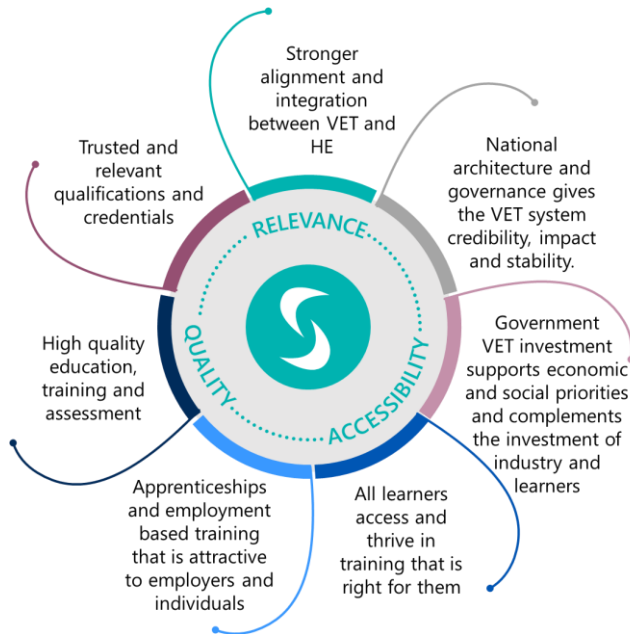 Stronger
alignment and
integration
between VET and
HE
National
architecture and
governance gives
the VET system
credibility, impact
and stability.
Government
VET investment
supports economic
and social priorities
and complements
the investment of
industry and
learners
All learners
access and
thrive in
training that is
right for them
Apprenticeships
and employment
based training
that is attractive
to employers and
individuals
High quality
education,
training and
assessment
Trusted and
relevant
qualifications and
credentials
RELEVANCE
ACCESSIBILITY
QUALITY